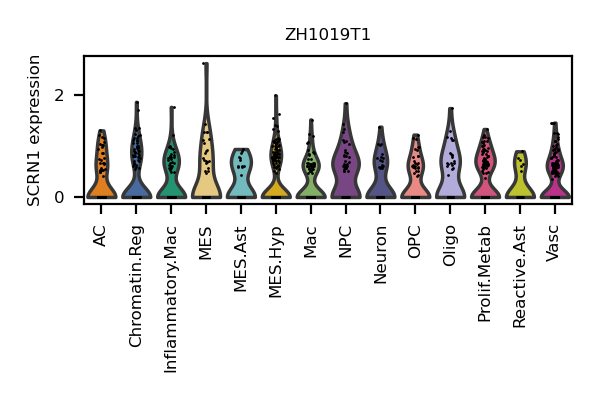 ZH1019T1
SCRN1 expression
2
0
AC
Chromatin.Reg
Inflammatory.Mac
MES
MES.Ast
MES.Hyp
Mac
NPC
Neuron
OPC
Oligo
Prolif.Metab
Reactive.Ast
Vasc